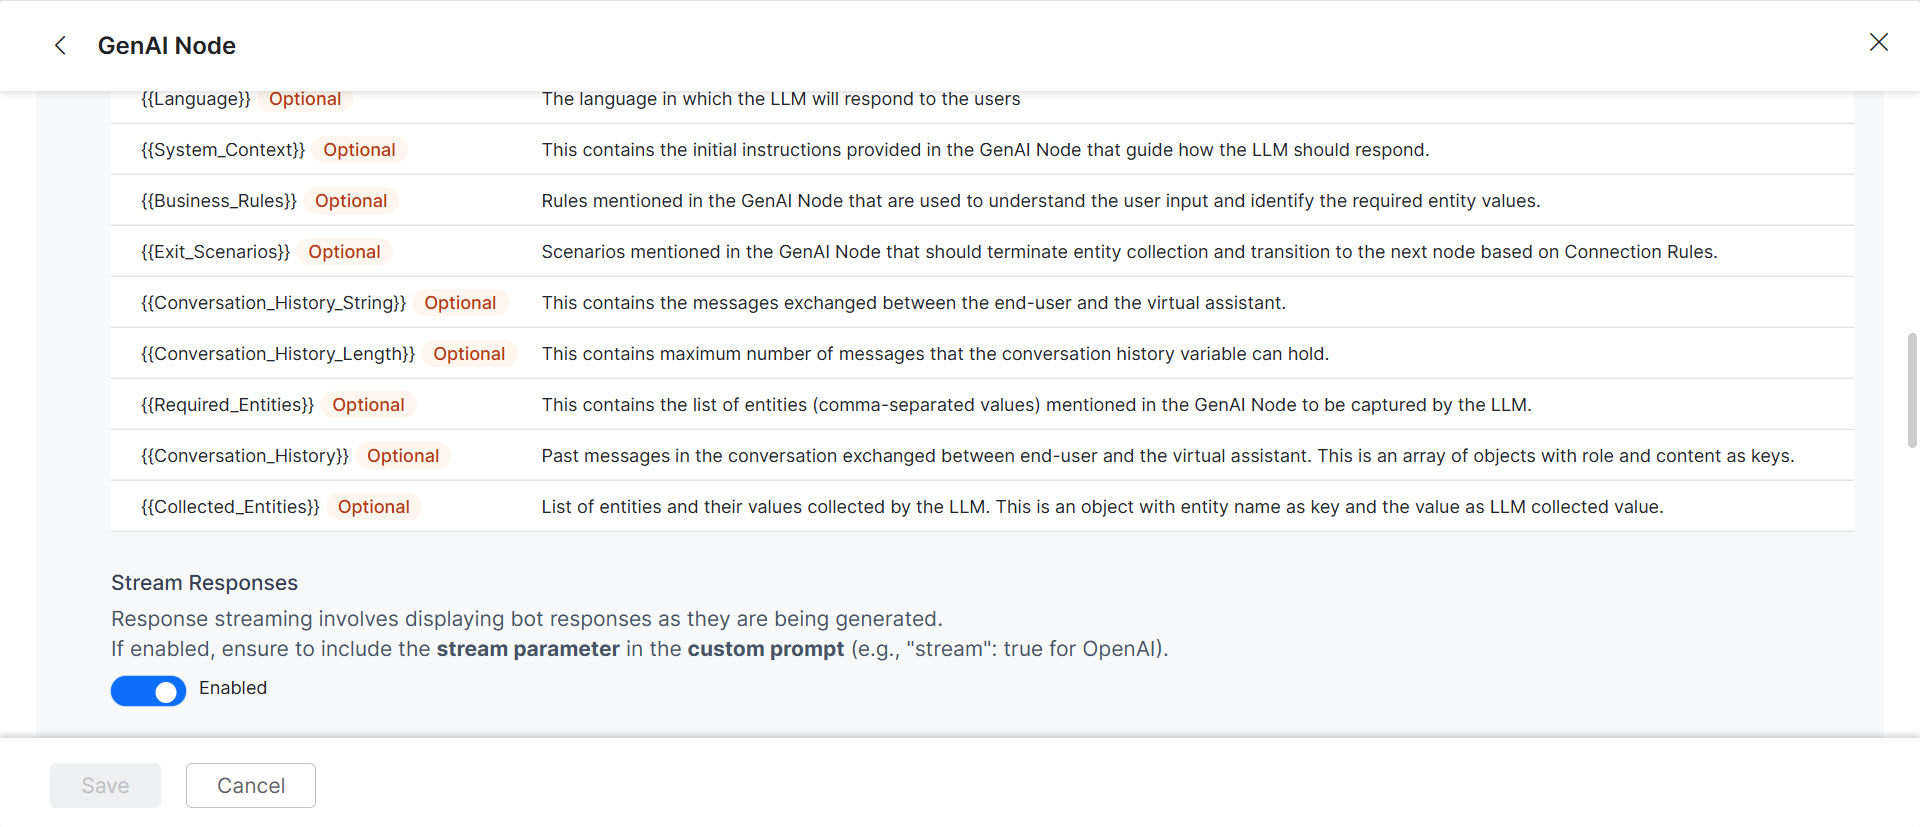 GenAI Node
{{Language}} Optional The language in which the LLM will respond to the users
{{System_Context}} Optional This contains the initial instructions provided in the GenAI Node that guide how the LLM should respond.
{{Business_Rules}} Optional Rules mentioned in the GenAI Node that are used to understand the user input and identify the required entity values.
{{Exit_Scenarios}} Optional Scenarios mentioned in the GenAI Node that should terminate entity collection and transition to the next node based on Connection Rules.
{{Conversation_History_String}} Optional This contains the messages exchanged between the end-user and the virtual assistant.
{{Conversation_History_Length}} Optional This contains maximum number of messages that the conversation history variable can hold.
{{Required_Entities}} Optional This contains the list of entities (comma-separated values) mentioned in the GenAI Node to be captured by the LLM.
{{Conversation_History}} Optional Past messages in the conversation exchanged between end-user and the virtual assistant. This is an array of objects with role and content as keys.
{{Collected_Entities}} Optional List of entities and their values collected by the LLM. This is an object with entity name as key and the value as LLM collected value.
Stream Responses
Response streaming involves displaying bot responses as they are being generated.
If enabled, ensure to include the stream parameter in the custom prompt (e.g., "stream": true for OpenAI).
Enabled
Save Cancel